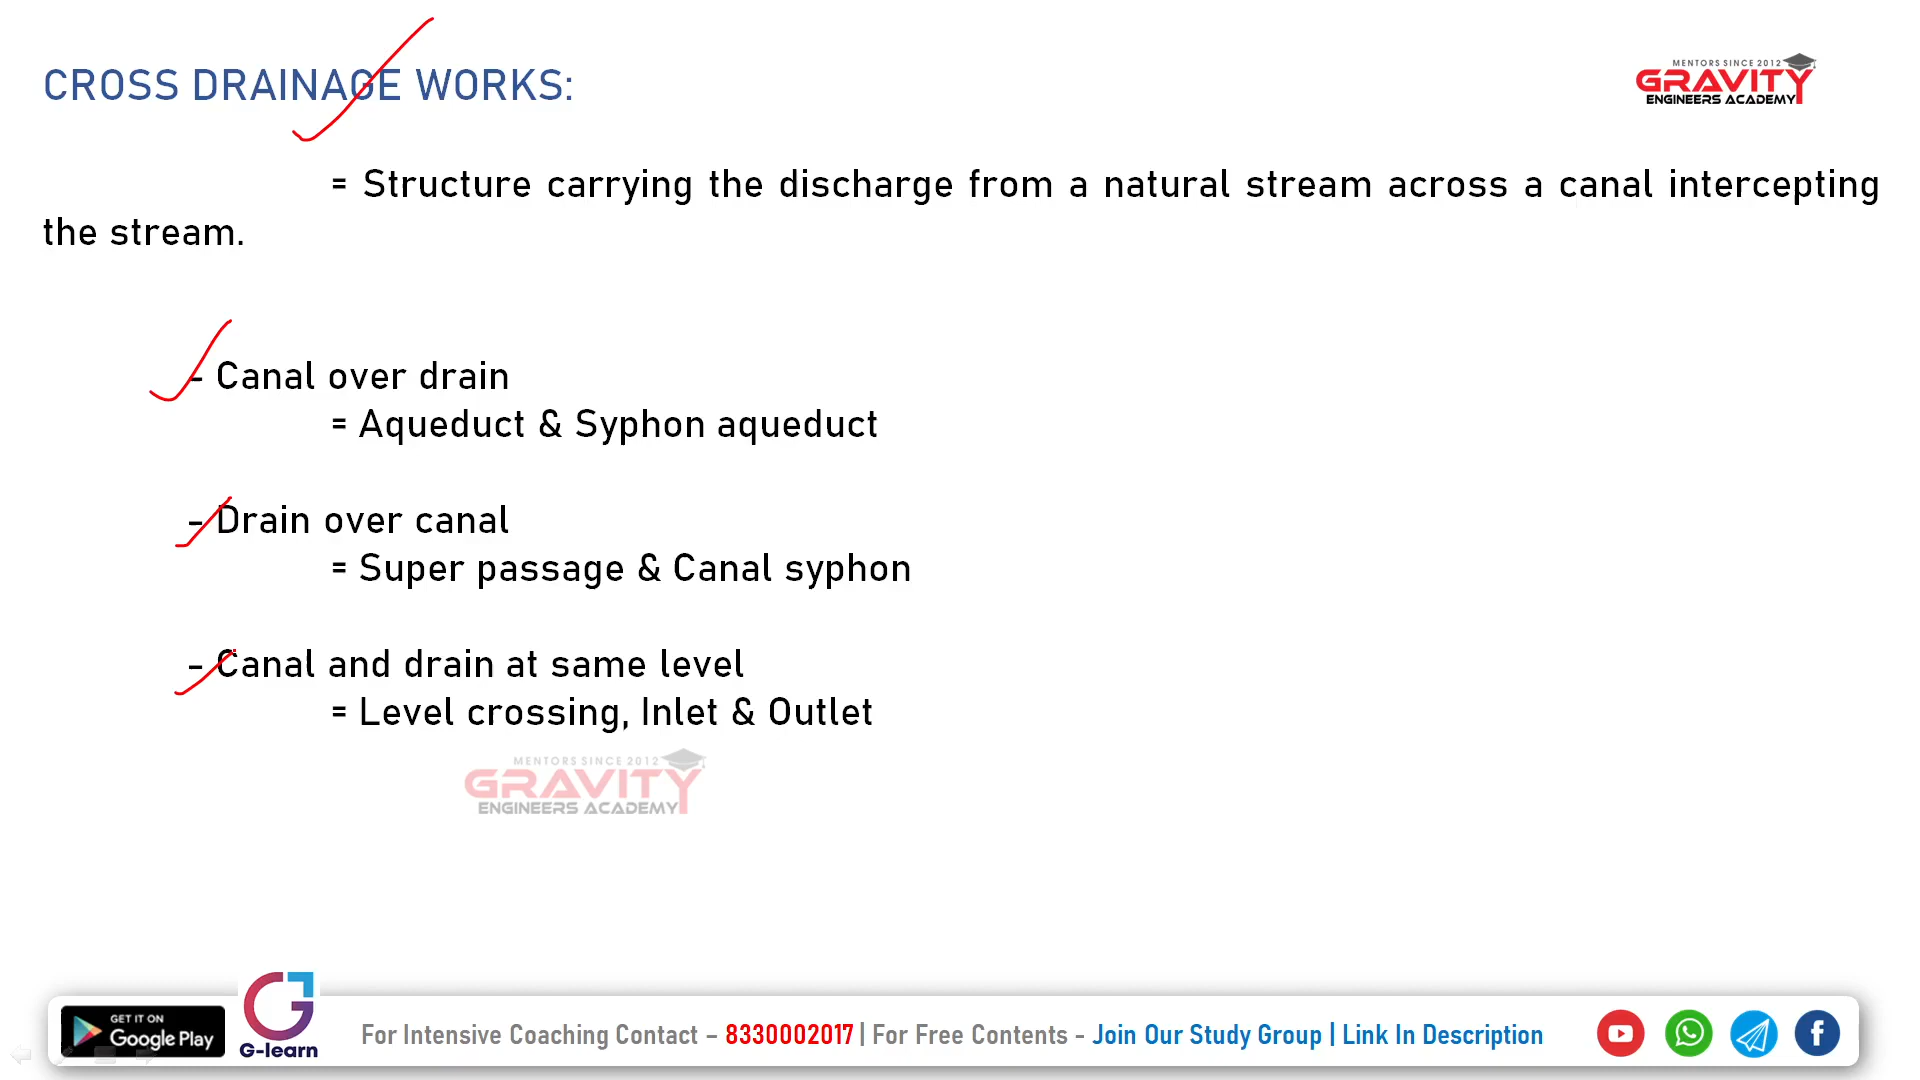 CROSS DRAINAGE WORKS:
MENTORS SINCE 2012
GRAVITY
ENGINEERS ACADEMY
= Structure carrying the discharge from a natural stream across a canal intercepting
the stream.
- Canal over drain
= Aqueduct & Syphon aqueduct
- Drain over canal
= Super passage & Canal syphon
- Canal and drain at same level
= Level crossing, Inlet & Outlet
MENTORS SINCE 2012
GRAVITY
ENGINEERS ACADEMY
GET IT ON
Google Play
G-learn
For Intensive Coaching Contact – 8330002017 | For Free Contents - Join Our Study Group | Link In Description